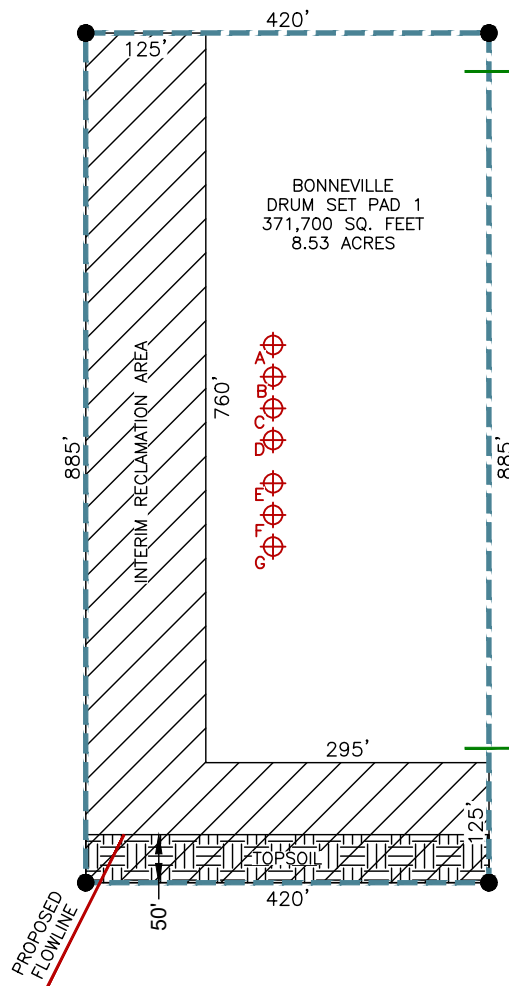 420'
125'
BONNEVILLE
DRUM SET PAD 1
371,700 SQ. FEET
8.53 ACRES
A
B
C
D
E
F
G
INTERIM RECLAMATION AREA
760'
885'
885'
295'
125'
TOPSOIL
50'
420'
PROPOSED
FLOWLINE